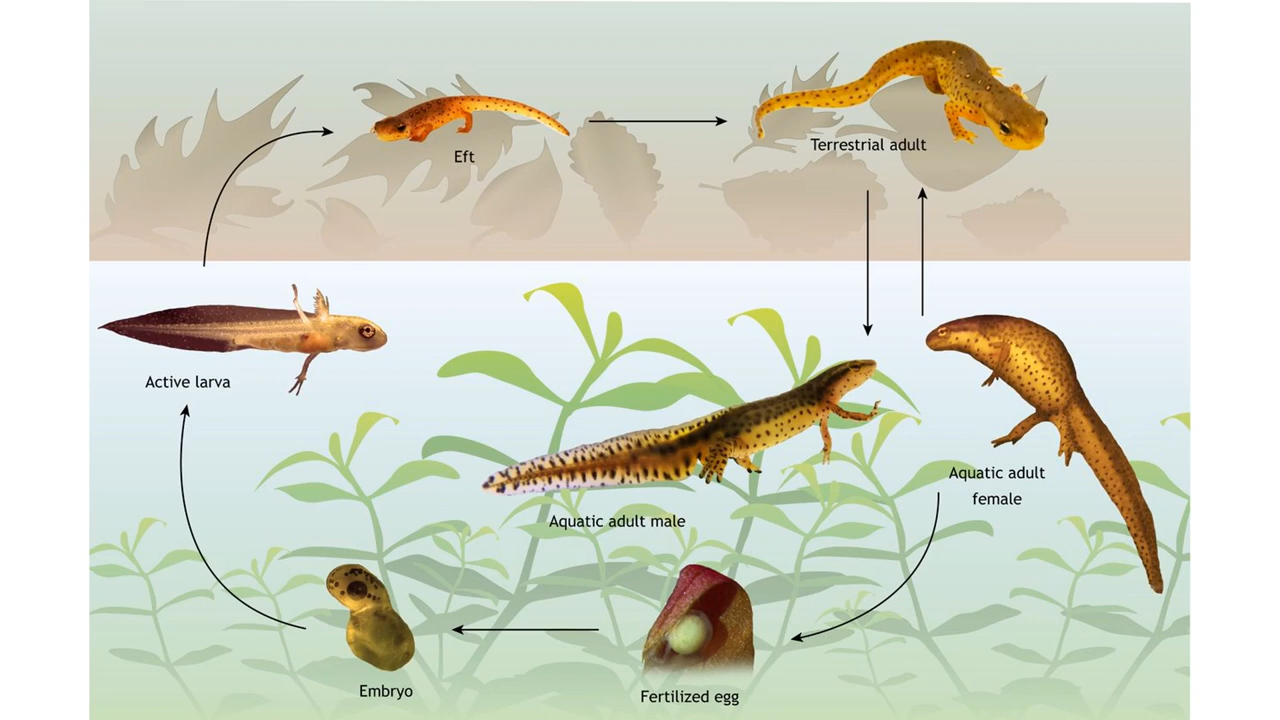 Eft
Terrestrial adult
Active larva
Aquatic adult
female
Aquatic adult male
Embryo
Fertilized egg